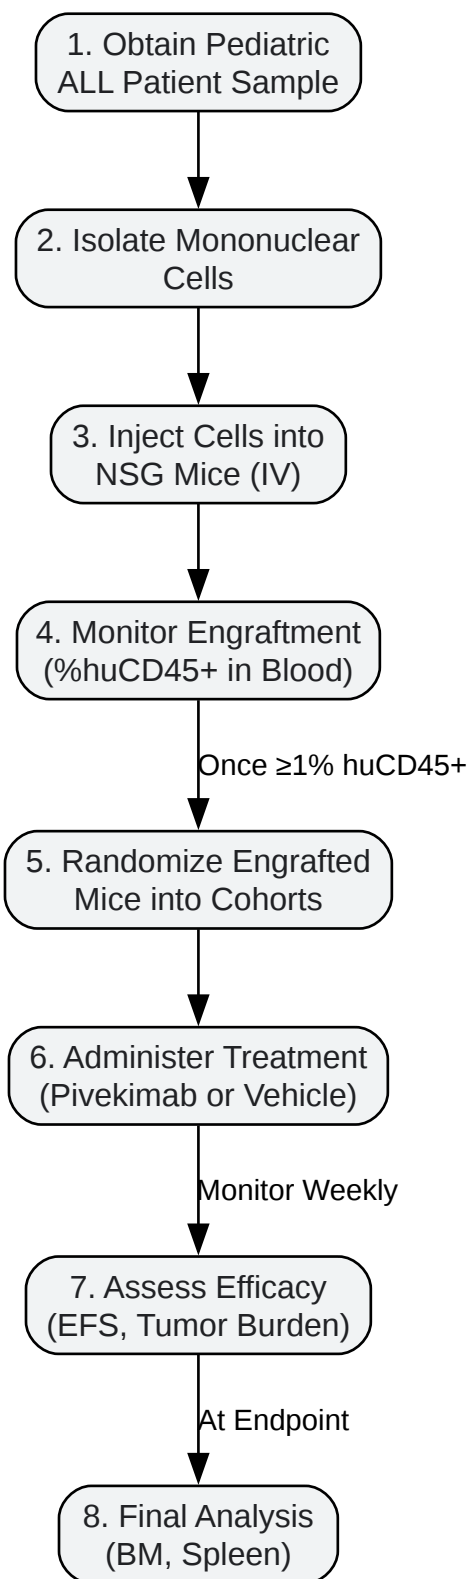 1. Obtain Pediatric
ALL Patient Sample
2. Isolate Mononuclear
Cells
3. Inject Cells into
NSG Mice (IV)
4. Monitor Engraftment
(%huCD45+ in Blood)
Once ≥1% huCD45+
5. Randomize Engrafted
Mice into Cohorts
6. Administer Treatment
(Pivekimab or Vehicle)
Monitor Weekly
7. Assess Efficacy
(EFS, Tumor Burden)
At Endpoint
8. Final Analysis
(BM, Spleen)